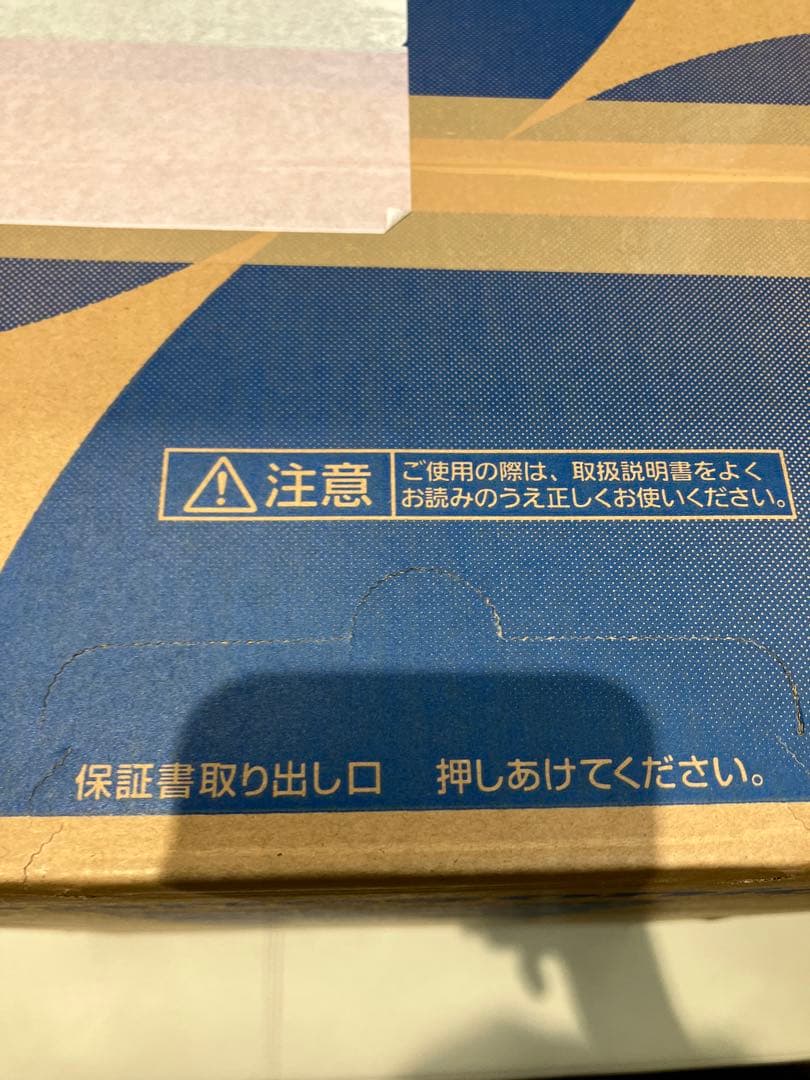 注意
ご使用の際は、取扱説明書をよく
お読みのうえ正しくお使いください。
保証書取り出し口 押しあけてください。